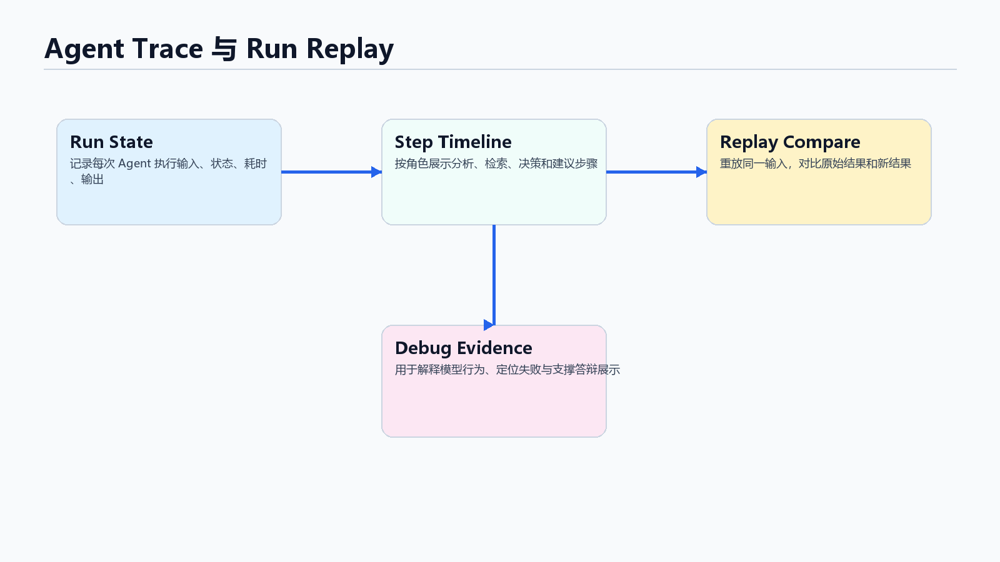 Agent Trace 与 Run Replay
Run State
记录每次 Agent 执行输入、状态、耗时
、输出
Step Timeline
按角色展示分析、检索、决策和建议步骤
Replay Compare
重放同一输入，对比原始结果和新结果
Debug Evidence
用于解释模型行为、定位失败与支撑答辩展示